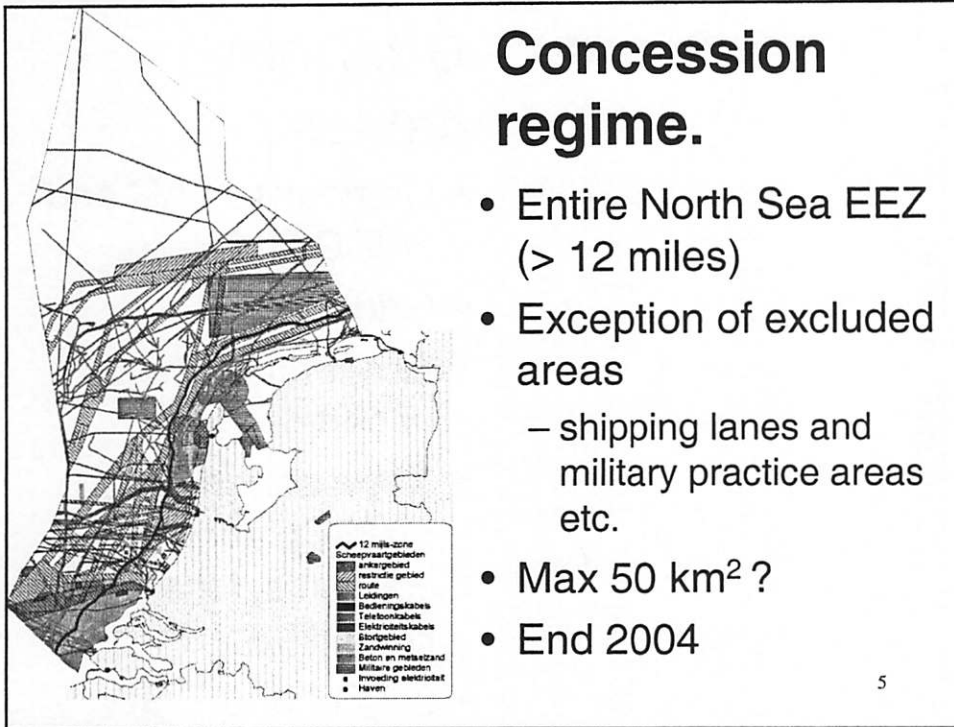 Concession
regime.
• Entire North Sea EEZ
(> 12 miles)
• Exception of excluded
areas
– shipping lanes and
military practice areas
etc.
• Max 50 km² ?
• End 2004
12 mijls-zone
Scheepvaartgebieden
ankergebied
restrictie gebied
route
Leidingen
Bedieningskabels
Telefoonkabels
Elektriciteitskabels
Stortgebied
Zandwinning
Beton en metselzand
Militaire gebieden
Invoeding elektriciteit
Haven
5